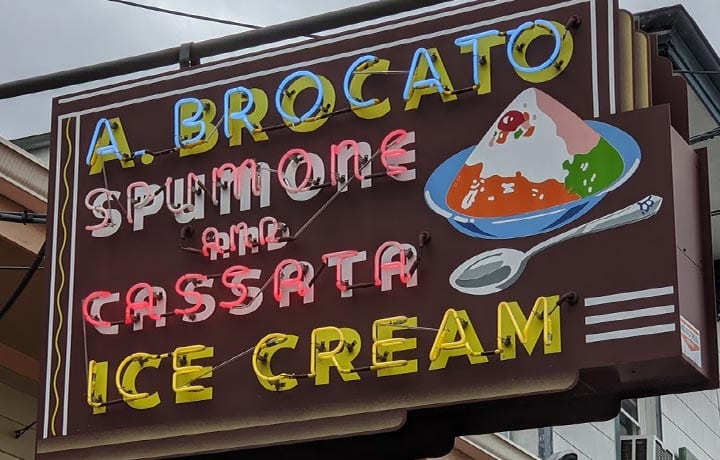 A. BROCATO
SPUMONE
AND
CASSATA
ICE CREAM